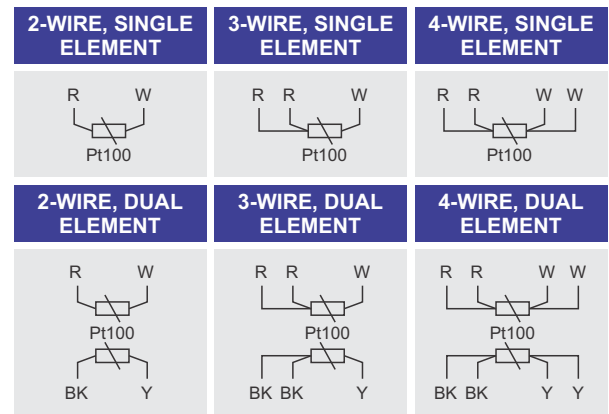 2-WIRE, SINGLE
ELEMENT
3-WIRE, SINGLE
ELEMENT
4-WIRE, SINGLE
ELEMENT
R W
Pt100
R R W
Pt100
R R W W
Pt100
2-WIRE, DUAL
ELEMENT
3-WIRE, DUAL
ELEMENT
4-WIRE, DUAL
ELEMENT
R W
Pt100
BK Y
R R W
Pt100
BK BK Y
R R W W
Pt100
BK BK Y Y